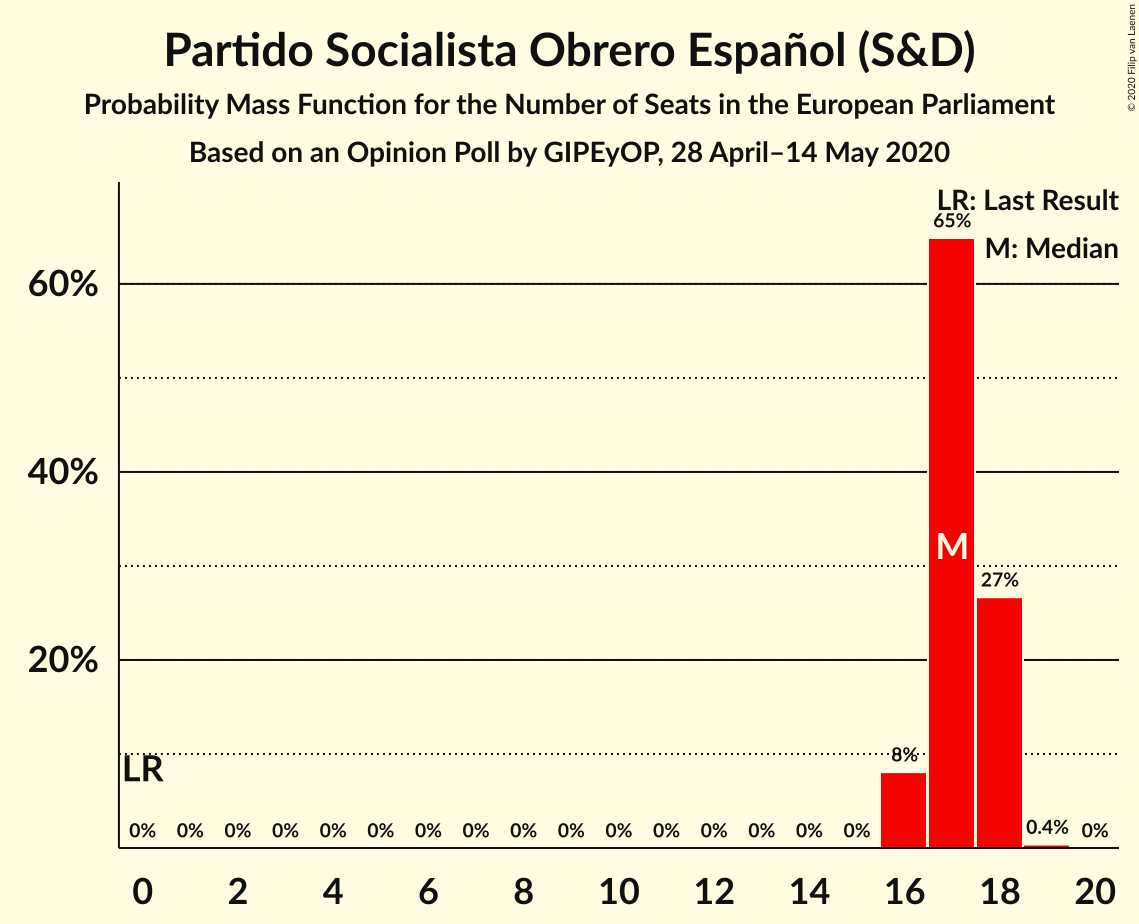 Partido Socialista Obrero Español (S&D)
Probability Mass Function for the Number of Seats in the European Parliament
Based on an Opinion Poll by GIPEyOP, 28 April–14 May 2020
© 2020 Filip van Laenen
LR: Last Result
M: Median
65%
60%
40%
M
27%
20%
LR
8%
0% 0% 0% 0% 0% 0% 0% 0% 0% 0% 0% 0% 0% 0% 0% 0% 0.4% 0%
0 2 4 6 8 10 12 14 16 18 20